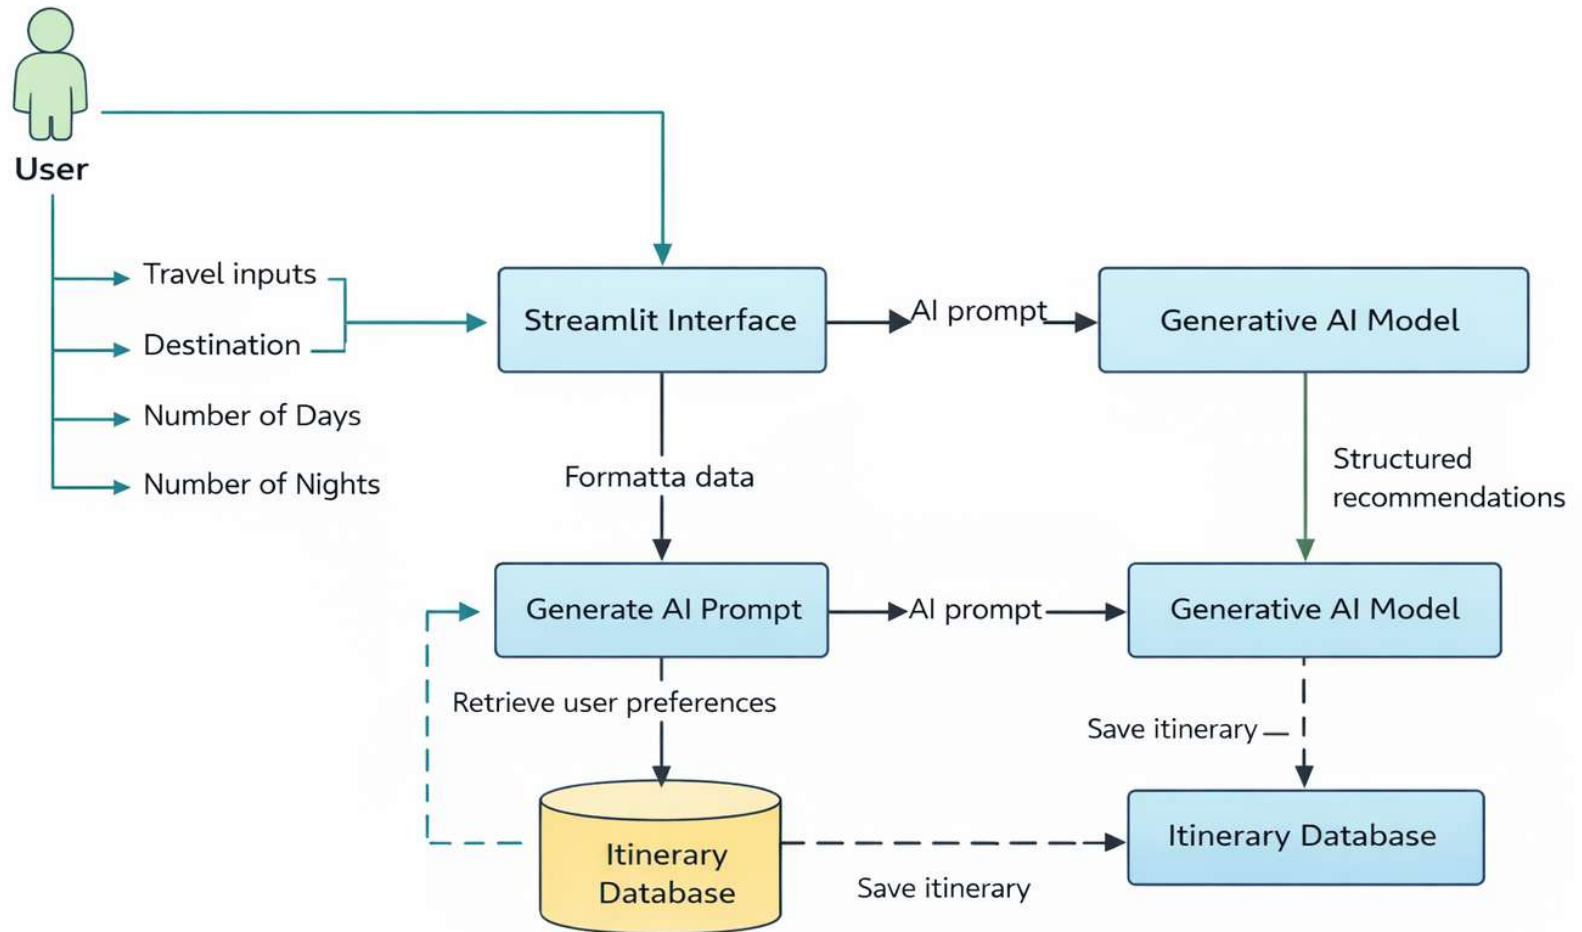 User
Travel inputs
Destination
Number of Days
Number of Nights
Streamlit Interface
AI prompt
Generative AI Model
Formatta data
Structured
recommendations
Generate AI Prompt
AI prompt
Generative AI Model
Retrieve user preferences
Save itinerary
Itinerary
Database
Save itinerary
Itinerary Database